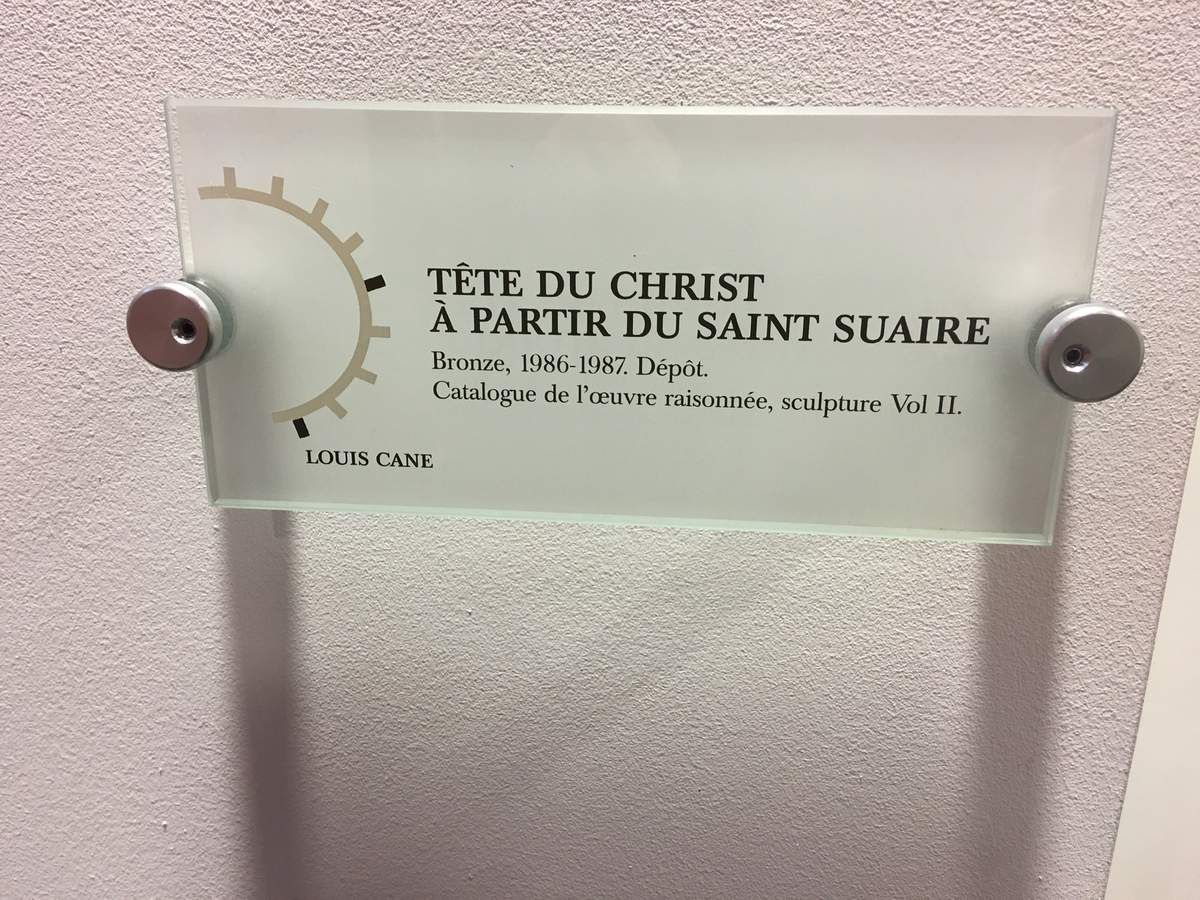 TÊTE DU CHRIST
À PARTIR DU SAINT SUAIRE
Bronze, 1986-1987. Dépôt.
Catalogue de l’œuvre raisonnée, sculpture Vol II.
LOUIS CANE